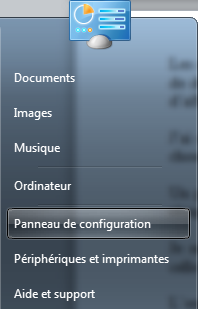 Documents
Images
Musique
Ordinateur
Panneau de configuration
Périphériques et imprimantes
Aide et support